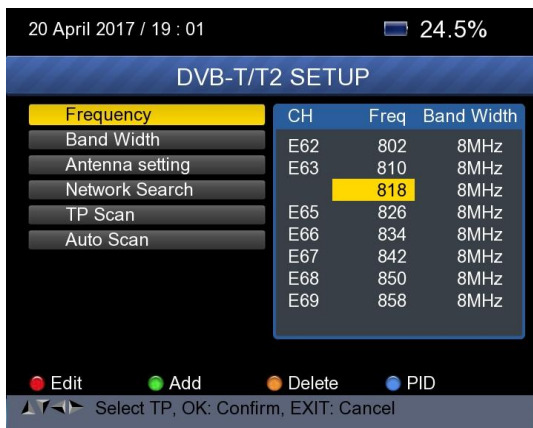 20 April 2017 / 19 : 01 24.5%
DVB-T/T2 SETUP
Frequency
Band Width
Antenna setting
Network Search
TP Scan
Auto Scan
CH Freq Band Width
E62 802 8MHz
E63 810 8MHz
818 8MHz
E65 826 8MHz
E66 834 8MHz
E67 842 8MHz
E68 850 8MHz
E69 858 8MHz
Edit Add Delete PID
Select TP, OK: Confirm, EXIT: Cancel